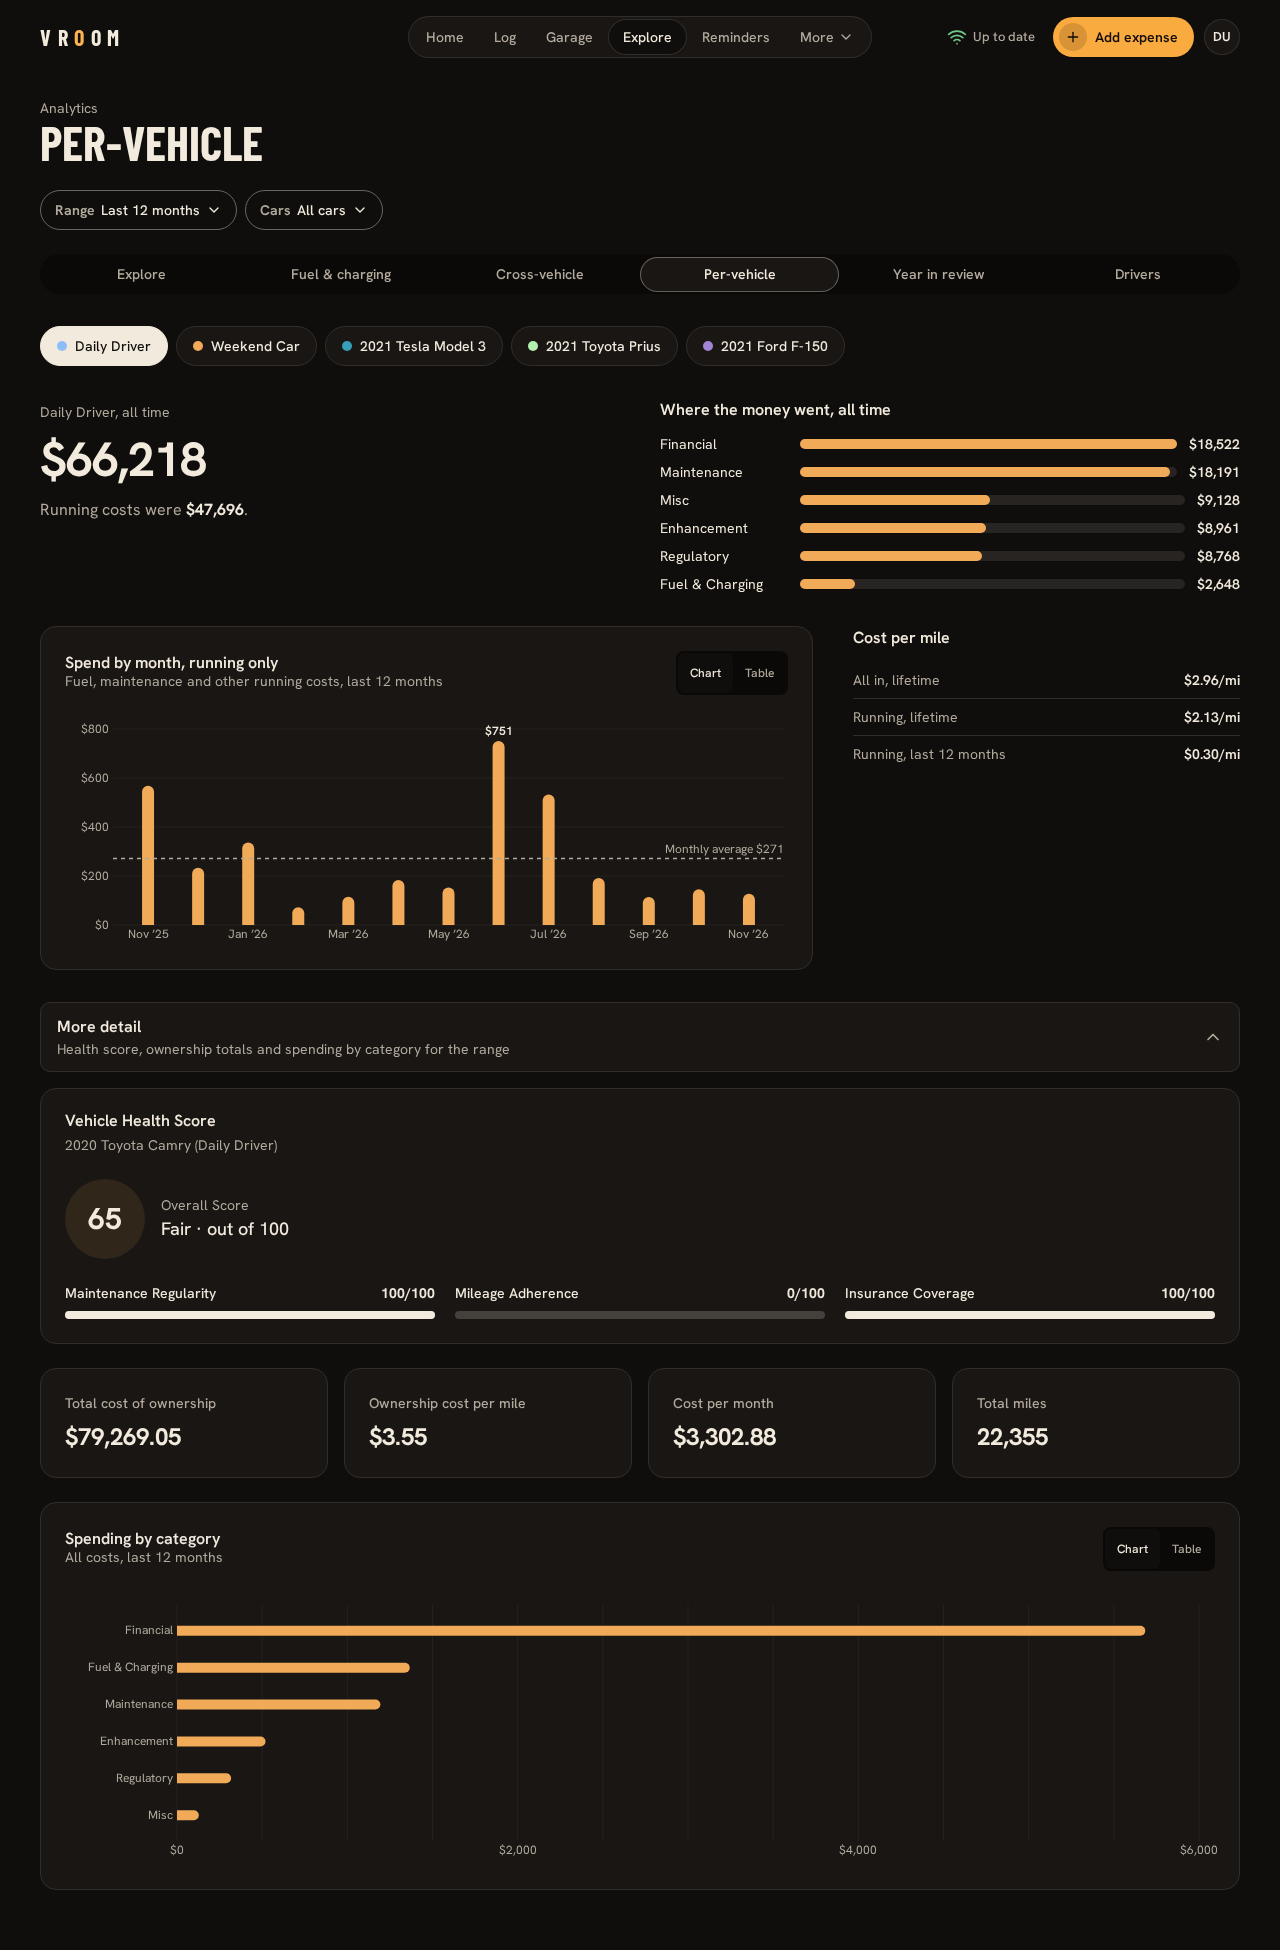 VROOM
Home Log Garage Explore Reminders More
Up to date
Add expense
DU
Analytics
PER-VEHICLE
Range Last 12 months
Cars All cars
Explore Fuel & charging Cross-vehicle Per-vehicle Year in review Drivers
Daily Driver Weekend Car 2021 Tesla Model 3 2021 Toyota Prius 2021 Ford F-150
Daily Driver, all time
$66,218
Running costs were $47,696.
Where the money went, all time
Financial $18,522
Maintenance $18,191
Misc $9,128
Enhancement $8,961
Regulatory $8,768
Fuel & Charging $2,648
Spend by month, running only
Fuel, maintenance and other running costs, last 12 months
Chart Table
$800
$751
$600
$400
Monthly average $271
$200
$0
Nov '25 Jan '26 Mar '26 May '26 Jul '26 Sep '26 Nov '26
Cost per mile
All in, lifetime $2.96/mi
Running, lifetime $2.13/mi
Running, last 12 months $0.30/mi
More detail
Health score, ownership totals and spending by category for the range
Vehicle Health Score
2020 Toyota Camry (Daily Driver)
65
Overall Score
Fair · out of 100
Maintenance Regularity 100/100
Mileage Adherence 0/100
Insurance Coverage 100/100
Total cost of ownership
$79,269.05
Ownership cost per mile
$3.55
Cost per month
$3,302.88
Total miles
22,355
Spending by category
All costs, last 12 months
Chart Table
Financial
Fuel & Charging
Maintenance
Enhancement
Regulatory
Misc
$0 $2,000 $4,000 $6,000